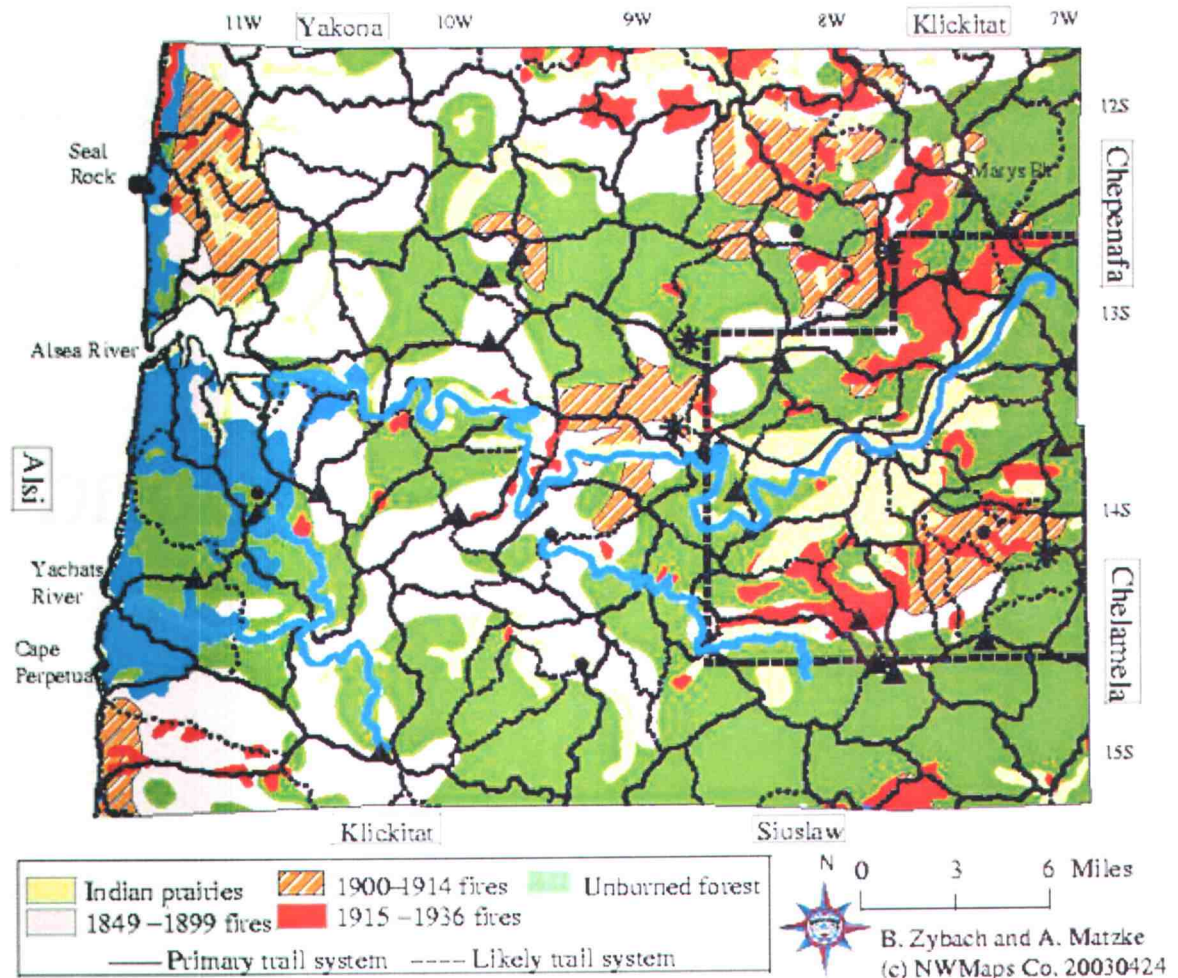 11W
Yakona
10W
9W
8W
Klickitat
7W
12S
Seal
Rock
Marys Pk
Chepenafa
13S
Alsea River
Alsi
14S
Yachats
River
Chelamela
Cape
Perpetua
15S
Klickitat
Siuslaw
Indian prairies
1900-1914 fires
Unburned forest
1849-1899 fires
1915-1936 fires
Primary trail system
Likely trail system
N
0 3 6 Miles
B. Zybach and A. Matzke
(c) NWMaps Co. 20030424